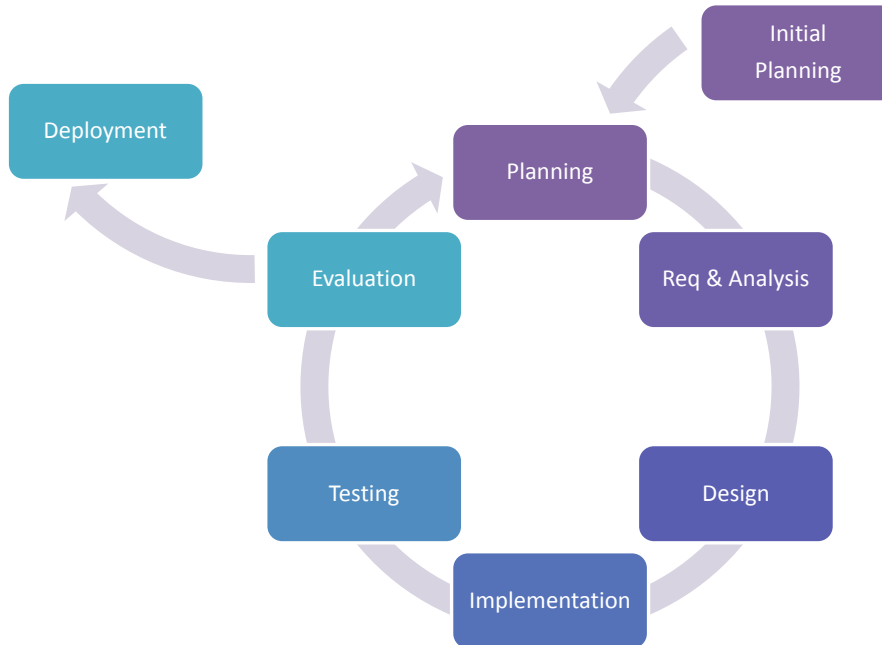 Initial
Planning
Deployment
Planning
Evaluation
Req & Analysis
Testing
Design
Implementation